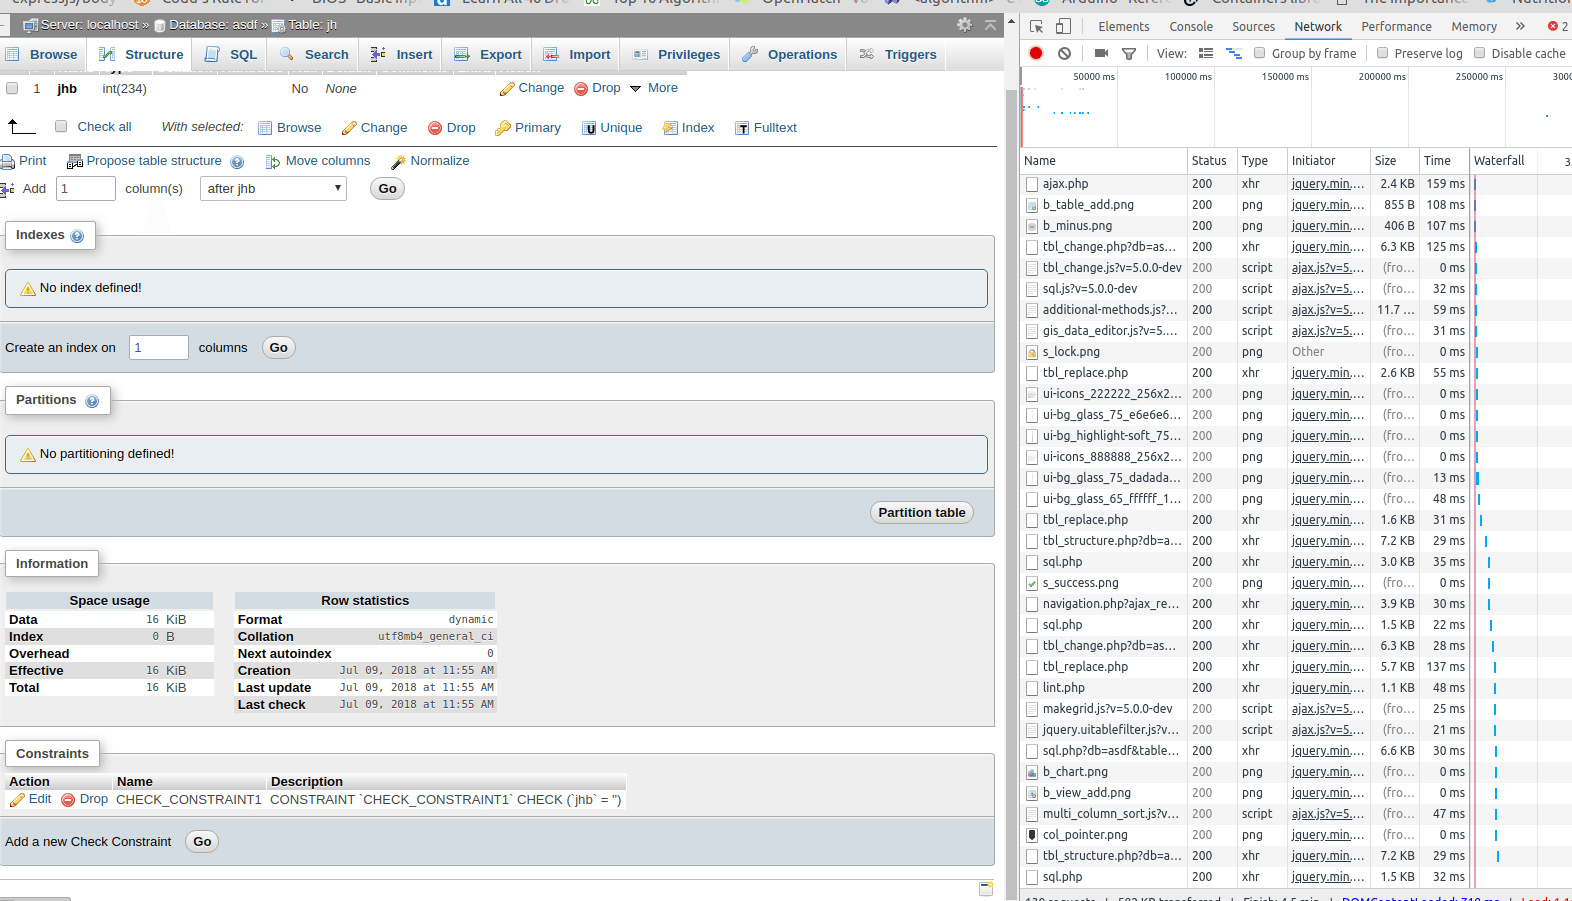 Server: localhost » Database: asdf » Table: jh
Browse Structure SQL Search Insert Export Import Privileges Operations Triggers
1 jhb int(234) No None Change Drop More
Check all With selected: Browse Change Drop Primary Unique Index Fulltext
Print Propose table structure Move columns Normalize
Add 1 column(s) after jhb Go
Indexes
No index defined!
Create an index on 1 columns Go
Partitions
No partitioning defined!
Partition table
Information
Space usage
Data 16 KiB
Index 0 B
Overhead
Effective 16 KiB
Total 16 KiB
Row statistics
Format dynamic
Collation utf8mb4_general_ci
Next autoindex 0
Creation Jul 09, 2018 at 11:55 AM
Last update Jul 09, 2018 at 11:55 AM
Last check Jul 09, 2018 at 11:55 AM
Constraints
Action Name Description
Edit Drop CHECK_CONSTRAINT1 CONSTRAINT `CHECK_CONSTRAINT1` CHECK (`jhb` = '')
Add a new Check Constraint Go
Elements Console Sources Network Performance Memory » 2
View: Group by frame Preserve log Disable cache
50000 ms 100000 ms 150000 ms 200000 ms 250000 ms
Name Status Type Initiator Size Time Waterfall
ajax.php 200 xhr jquery.min.... 2.4 KB 159 ms
b_table_add.png 200 png jquery.min.... 855 B 108 ms
b_minus.png 200 png jquery.min.... 406 B 107 ms
tbl_change.php?db=as... 200 xhr jquery.min.... 6.3 KB 125 ms
tbl_change.js?v=5.0.0-dev 200 script ajax.js?v=5.... (fro... 0 ms
sql.js?v=5.0.0-dev 200 script ajax.js?v=5.... (fro... 32 ms
additional-methods.js?... 200 script ajax.js?v=5.... 11.7 ... 59 ms
gis_data_editor.js?v=5.... 200 script ajax.js?v=5.... (fro... 31 ms
s_lock.png 200 png Other (fro... 0 ms
tbl_replace.php 200 xhr jquery.min.... 2.6 KB 55 ms
ui-icons_222222_256x2... 200 png jquery.min.... (fro... 0 ms
ui-bg_glass_75_e6e6e6... 200 png jquery.min.... (fro... 0 ms
ui-bg_highlight-soft_75... 200 png jquery.min.... (fro... 0 ms
ui-icons_888888_256x2... 200 png jquery.min.... (fro... 0 ms
ui-bg_glass_75_dadada... 200 png jquery.min.... (fro... 13 ms
ui-bg_glass_65_ffffff_1... 200 png jquery.min.... (fro... 48 ms
tbl_replace.php 200 xhr jquery.min.... 1.6 KB 31 ms
tbl_structure.php?db=a... 200 xhr jquery.min.... 7.2 KB 29 ms
sql.php 200 xhr jquery.min.... 3.0 KB 35 ms
s_success.png 200 png jquery.min.... (fro... 0 ms
navigation.php?ajax_re... 200 xhr jquery.min.... 3.9 KB 30 ms
sql.php 200 xhr jquery.min.... 1.5 KB 22 ms
tbl_change.php?db=as... 200 xhr jquery.min.... 6.3 KB 28 ms
tbl_replace.php 200 xhr jquery.min.... 5.7 KB 137 ms
lint.php 200 xhr jquery.min.... 1.1 KB 48 ms
makegrid.js?v=5.0.0-dev 200 script ajax.js?v=5.... (fro... 25 ms
jquery.uitablefilter.js?v... 200 script ajax.js?v=5.... (fro... 21 ms
sql.php?db=asdf&table... 200 xhr jquery.min.... 6.6 KB 30 ms
b_chart.png 200 png jquery.min.... (fro... 0 ms
b_view_add.png 200 png jquery.min.... (fro... 0 ms
multi_column_sort.js?v... 200 script ajax.js?v=5.... (fro... 47 ms
col_pointer.png 200 png jquery.min.... (fro... 0 ms
tbl_structure.php?db=a... 200 xhr jquery.min.... 7.2 KB 29 ms
sql.php 200 xhr jquery.min.... 1.5 KB 32 ms